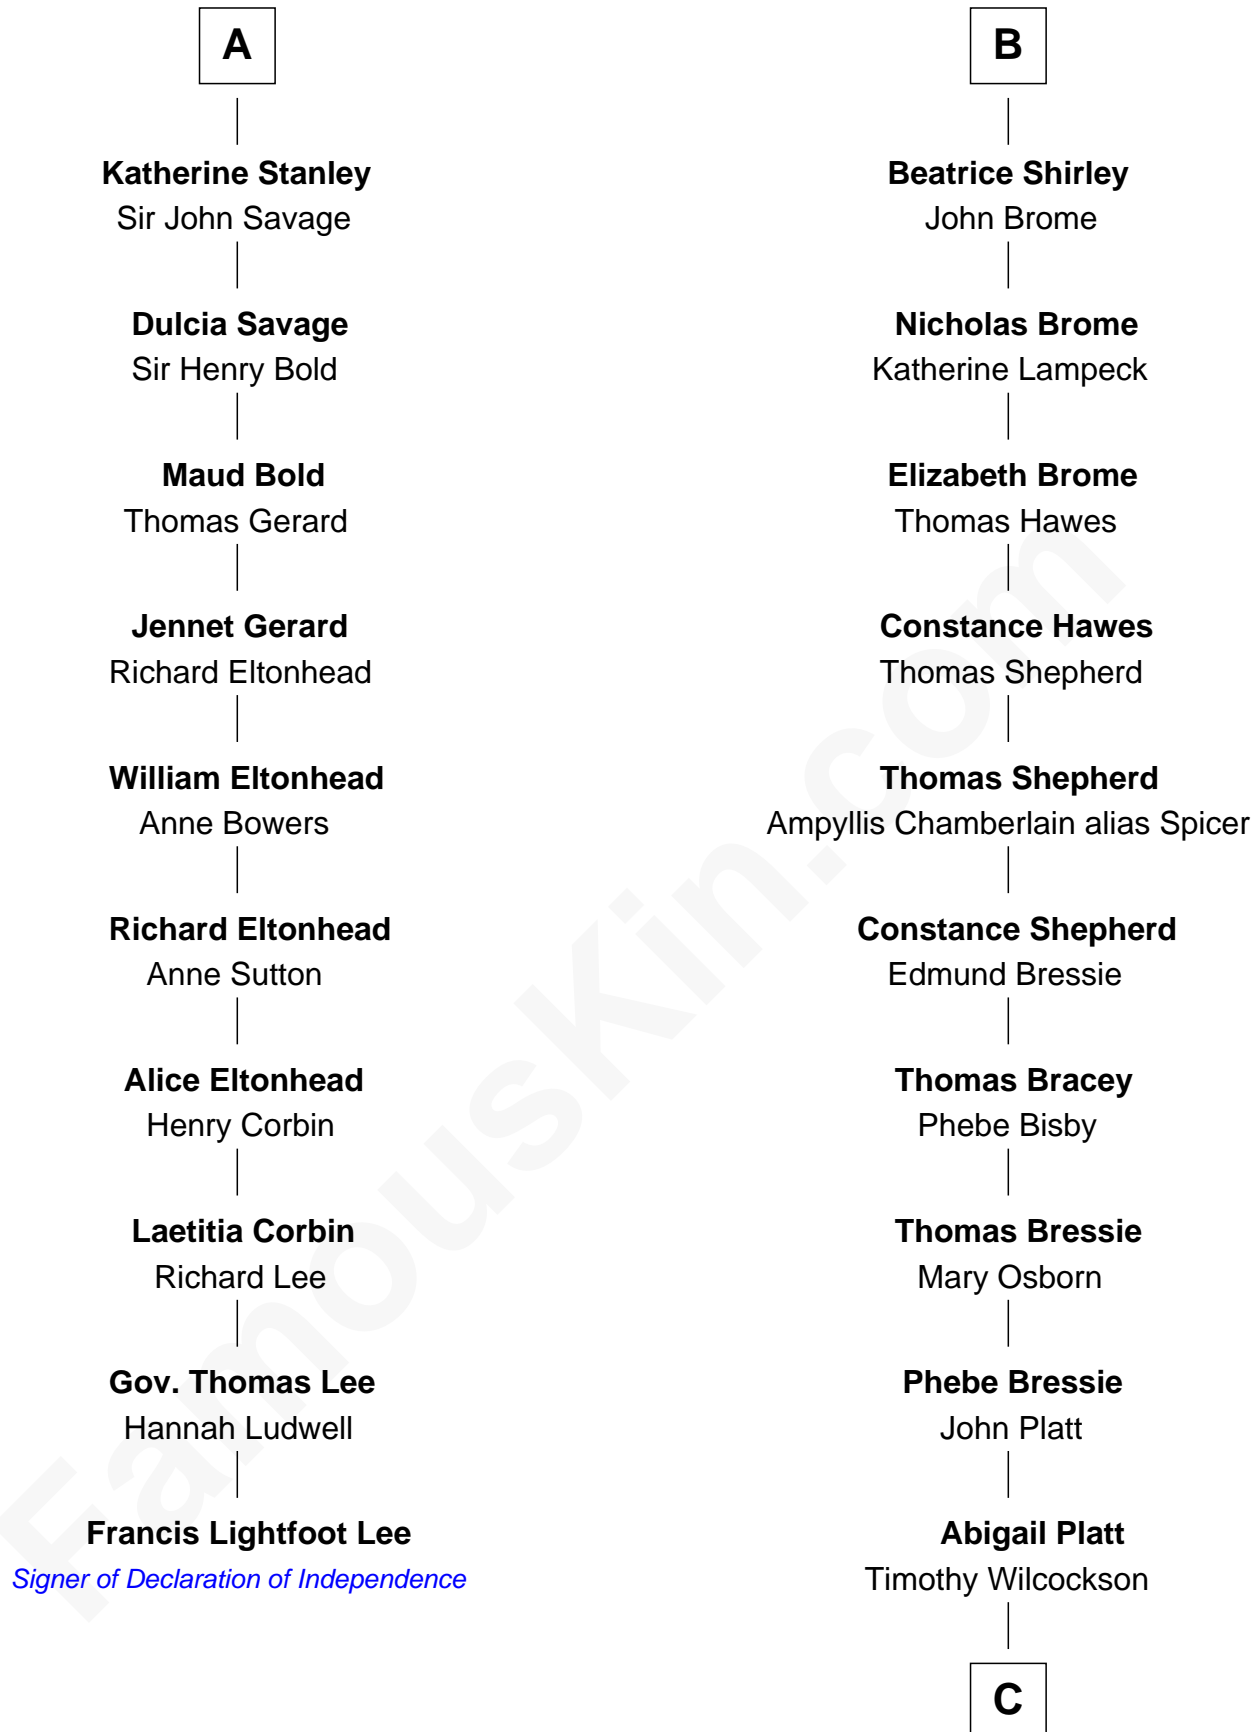 A
Katherine Stanley
Sir John Savage
Dulcia Savage
Sir Henry Bold
Maud Bold
Thomas Gerard
Jennet Gerard
Richard Eltonhead
William Eltonhead
Anne Bowers
Richard Eltonhead
Anne Sutton
Alice Eltonhead
Henry Corbin
Laetitia Corbin
Richard Lee
Gov. Thomas Lee
Hannah Ludwell
Francis Lightfoot Lee
Signer of Declaration of Independence
B
Beatrice Shirley
John Brome
Nicholas Brome
Katherine Lampeck
Elizabeth Brome
Thomas Hawes
Constance Hawes
Thomas Shepherd
Thomas Shepherd
Ampyllis Chamberlain alias Spicer
Constance Shepherd
Edmund Bressie
Thomas Bracey
Phebe Bisby
Thomas Bressie
Mary Osborn
Phebe Bressie
John Platt
Abigail Platt
Timothy Wilcockson
C
FamousKin.com